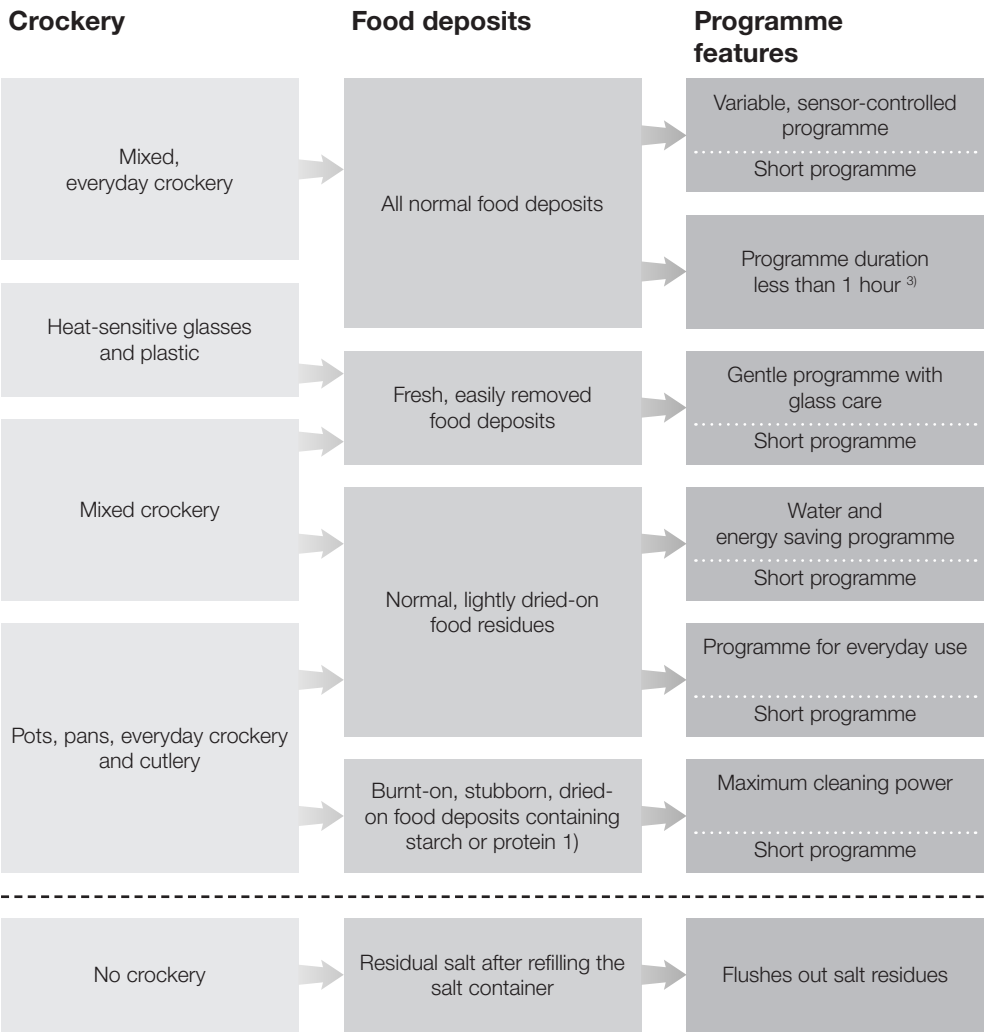 Crockery
Food deposits
Programme
features
Mixed,
everyday crockery
All normal food deposits
Variable, sensor-controlled
programme
Short programme
Programme duration
less than 1 hour 3)
Heat-sensitive glasses
and plastic
Fresh, easily removed
food deposits
Gentle programme with
glass care
Short programme
Mixed crockery
Normal, lightly dried-on
food residues
Water and
energy saving programme
Short programme
Programme for everyday use
Short programme
Pots, pans, everyday crockery
and cutlery
Burnt-on, stubborn, dried-
on food deposits containing
starch or protein 1)
Maximum cleaning power
Short programme
No crockery
Residual salt after refilling the
salt container
Flushes out salt residues